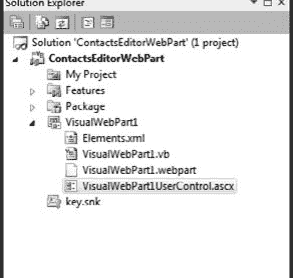 Solution Explorer
Solution 'ContactsEditorWebPart' (1 project)
ContactsEditorWebPart
My Project
Features
Package
VisualWebPart1
Elements.xml
VisualWebPart1.vb
VisualWebPart1.webpart
VisualWebPart1UserControl.ascx
key.snk